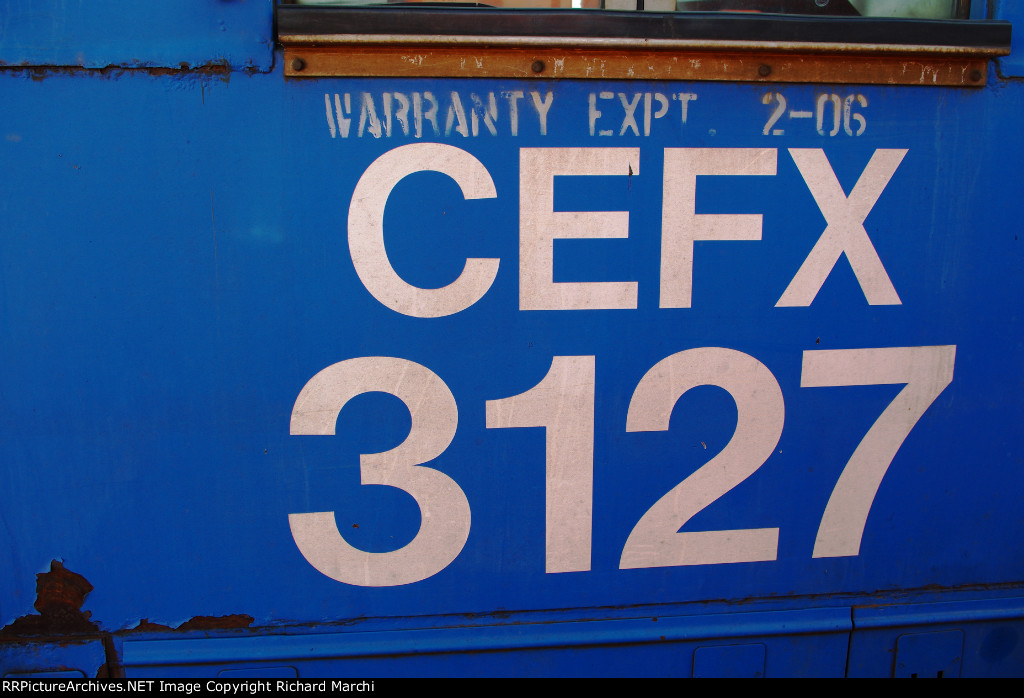 WARRANTY EXPT. 2-06
CEFX
3127
RRPictureArchives.NET Image Copyright Richard Marchi